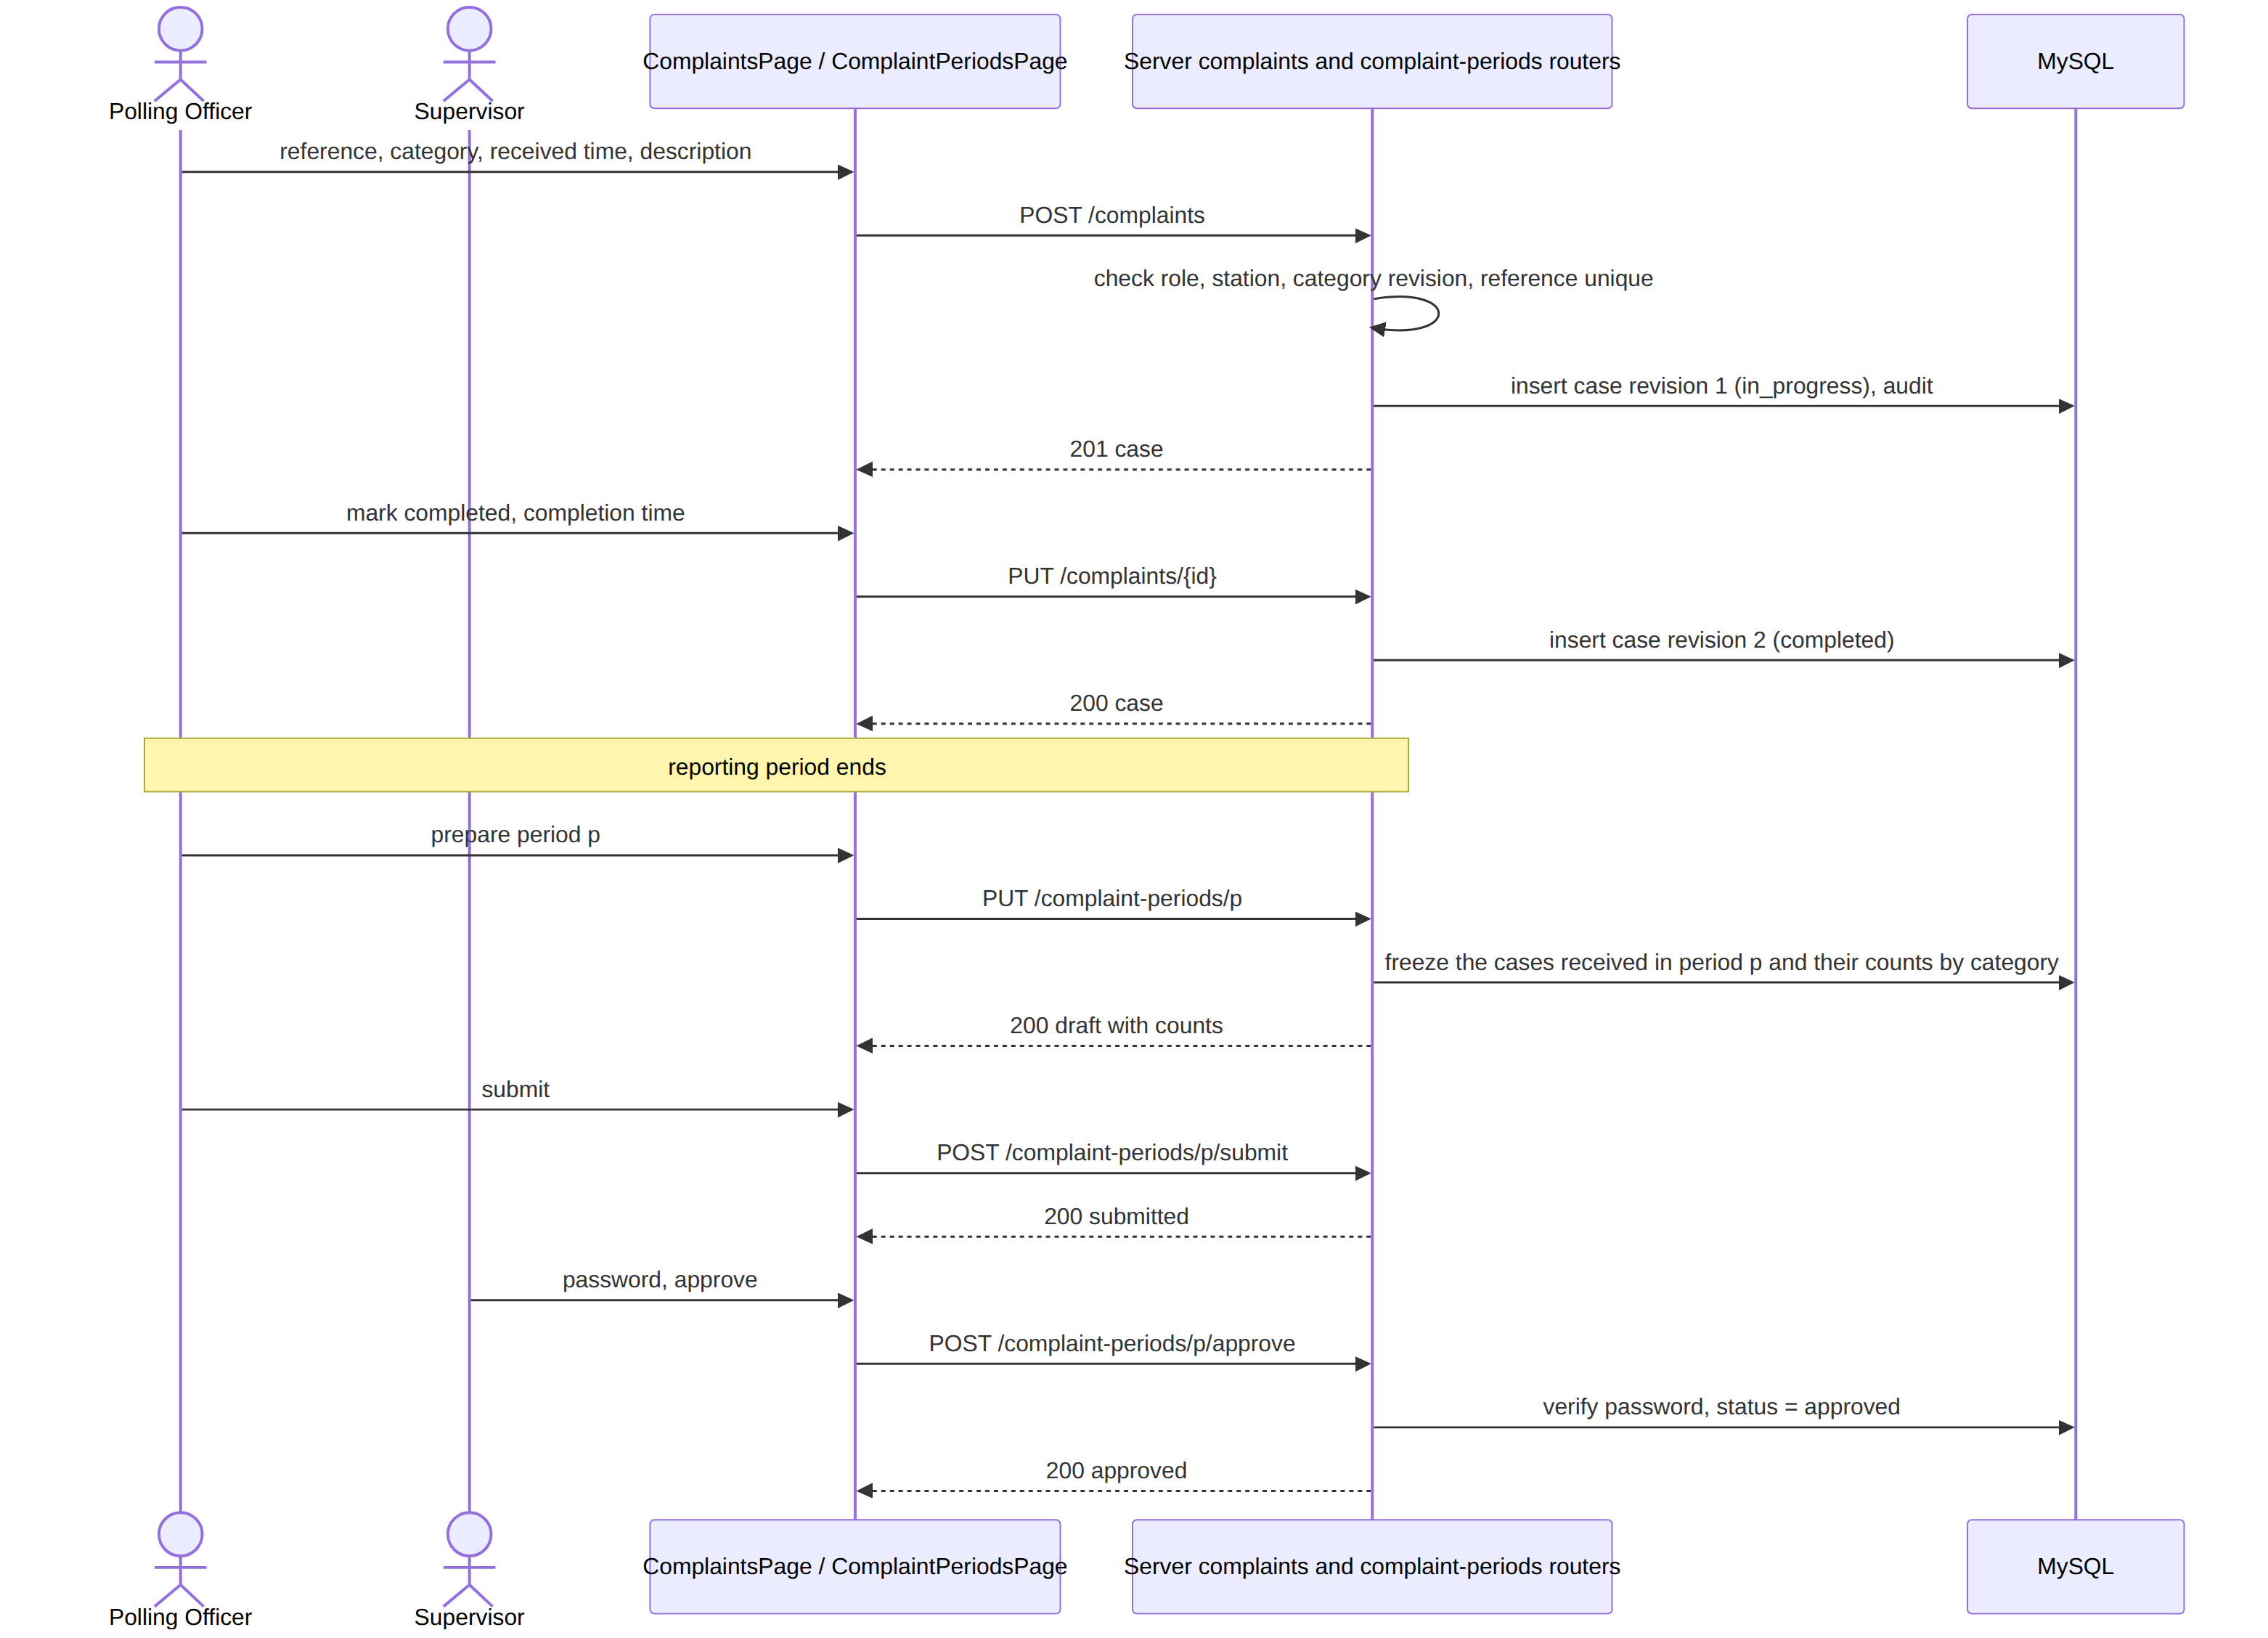 Polling Officer
Supervisor
ComplaintsPage / ComplaintPeriodsPage
Server complaints and complaint-periods routers
MySQL
reference, category, received time, description
POST /complaints
check role, station, category revision, reference unique
insert case revision 1 (in_progress), audit
201 case
mark completed, completion time
PUT /complaints/{id}
insert case revision 2 (completed)
200 case
reporting period ends
prepare period p
PUT /complaint-periods/p
freeze the cases received in period p and their counts by category
200 draft with counts
submit
POST /complaint-periods/p/submit
200 submitted
password, approve
POST /complaint-periods/p/approve
verify password, status = approved
200 approved
Polling Officer
Supervisor
ComplaintsPage / ComplaintPeriodsPage
Server complaints and complaint-periods routers
MySQL